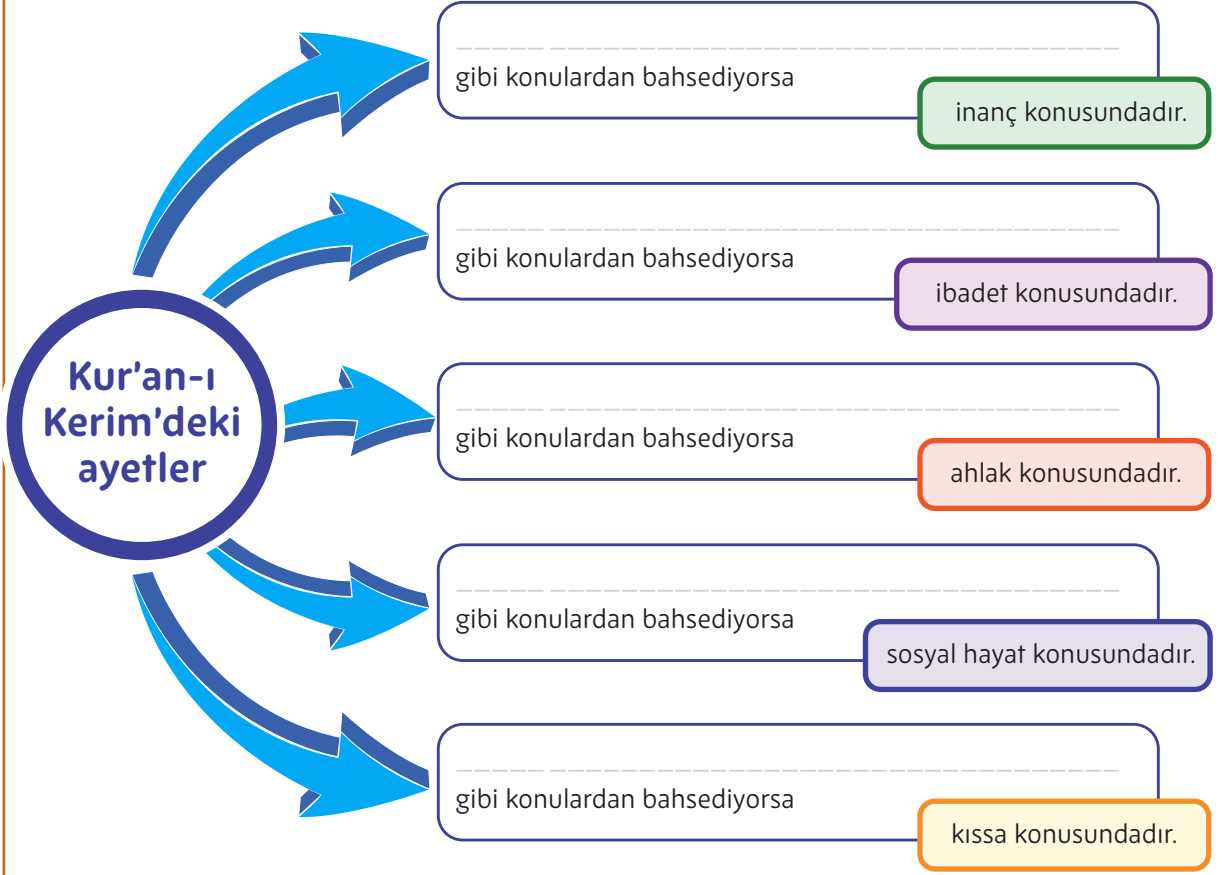 gibi konulardan bahsediyorsa
inanç konusundadır.
gibi konulardan bahsediyorsa
ibadet konusundadır.
Kur'an-ı
Kerim'deki
ayetler
gibi konulardan bahsediyorsa
ahlak konusundadır.
gibi konulardan bahsediyorsa
sosyal hayat konusundadır.
gibi konulardan bahsediyorsa
kıssa konusundadır.